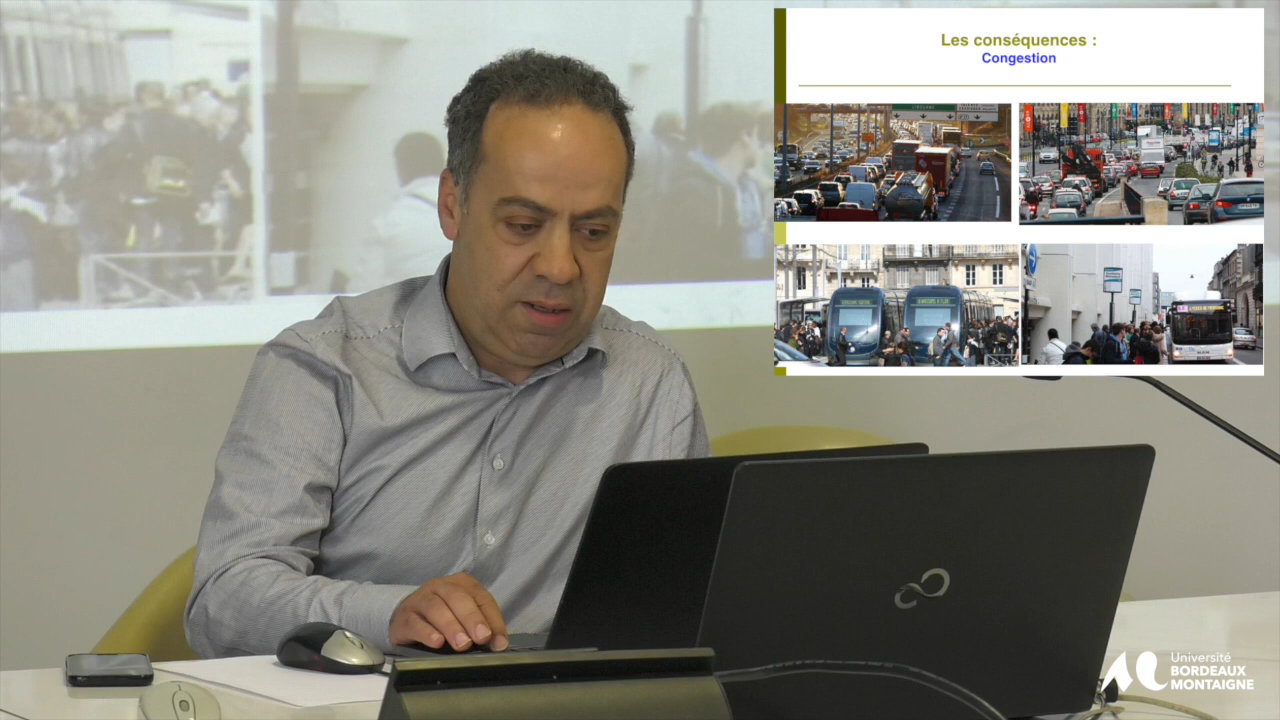 Les conséquences :
Congestion
Université
BORDEAUX
MONTAIGNE